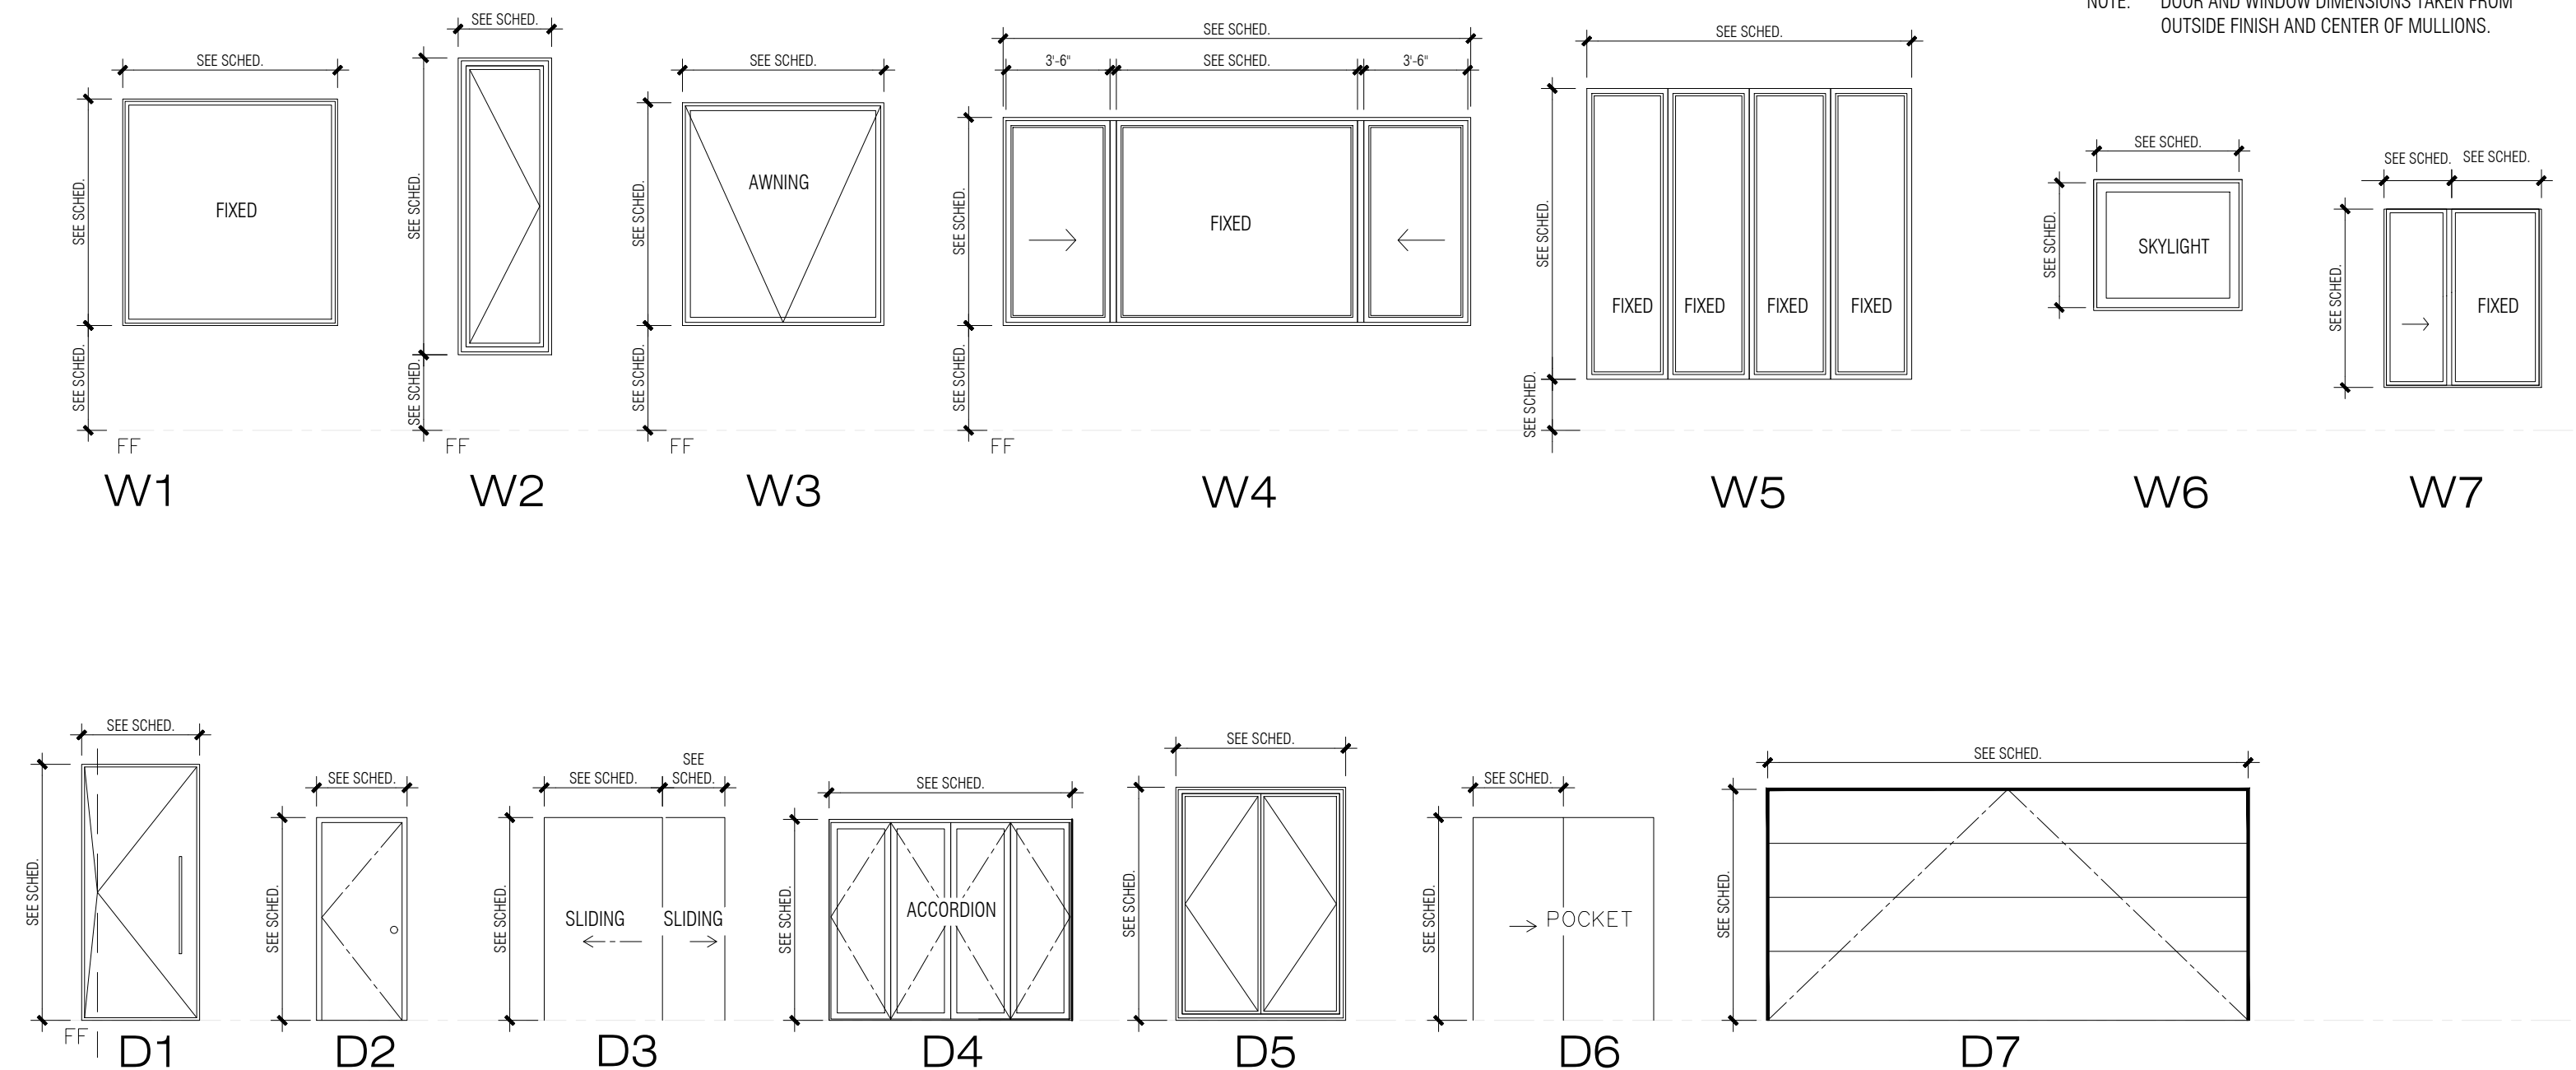 NOTE: DOOR AND WINDOW DIMENSIONS TAKEN FROM
OUTSIDE FINISH AND CENTER OF MULLIONS.
SEE SCHED.
SEE SCHED.
SEE SCHED.
FIXED
FF
W1
SEE SCHED.
SEE SCHED.
SEE SCHED.
FF
W2
SEE SCHED.
SEE SCHED.
SEE SCHED.
AWNING
FF
W3
SEE SCHED.
3'-6"
SEE SCHED.
3'-6"
SEE SCHED.
SEE SCHED.
FIXED
FF
W4
SEE SCHED.
SEE SCHED.
SEE SCHED.
FIXED
FIXED
FIXED
FIXED
W5
SEE SCHED.
SEE SCHED.
SKYLIGHT
W6
SEE SCHED.
SEE SCHED.
SEE SCHED.
FIXED
W7
SEE SCHED.
SEE SCHED.
FF
D1
SEE SCHED.
SEE SCHED.
D2
SEE SCHED.
SEE
SCHED.
SEE SCHED.
SLIDING
SLIDING
D3
SEE SCHED.
SEE SCHED.
ACCORDION
D4
SEE SCHED.
SEE SCHED.
D5
SEE SCHED.
SEE SCHED.
POCKET
D6
SEE SCHED.
SEE SCHED.
D7